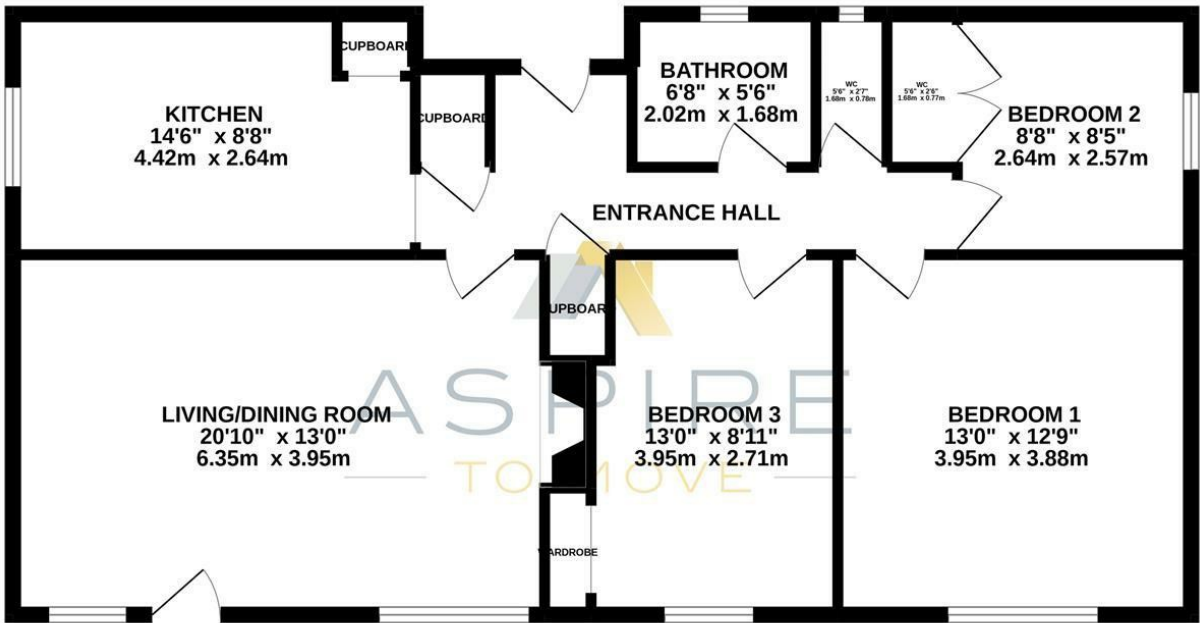 CUPBOARD
KITCHEN
14'6" x 8'8"
4.42m x 2.64m
CUPBOARD
BATHROOM
6'8" x 5'6"
2.02m x 1.68m
WC
5'6" x 2'7"
1.68m x 0.78m
WC
5'6" x 2'6"
1.68m x 0.77m
BEDROOM 2
8'8" x 8'5"
2.64m x 2.57m
ENTRANCE HALL
UPBOAR
LIVING/DINING ROOM
20'10" x 13'0"
6.35m x 3.95m
BEDROOM 3
13'0" x 8'11"
3.95m x 2.71m
BEDROOM 1
13'0" x 12'9"
3.95m x 3.88m
WARDROBE
ASPIRE
TO MOVE